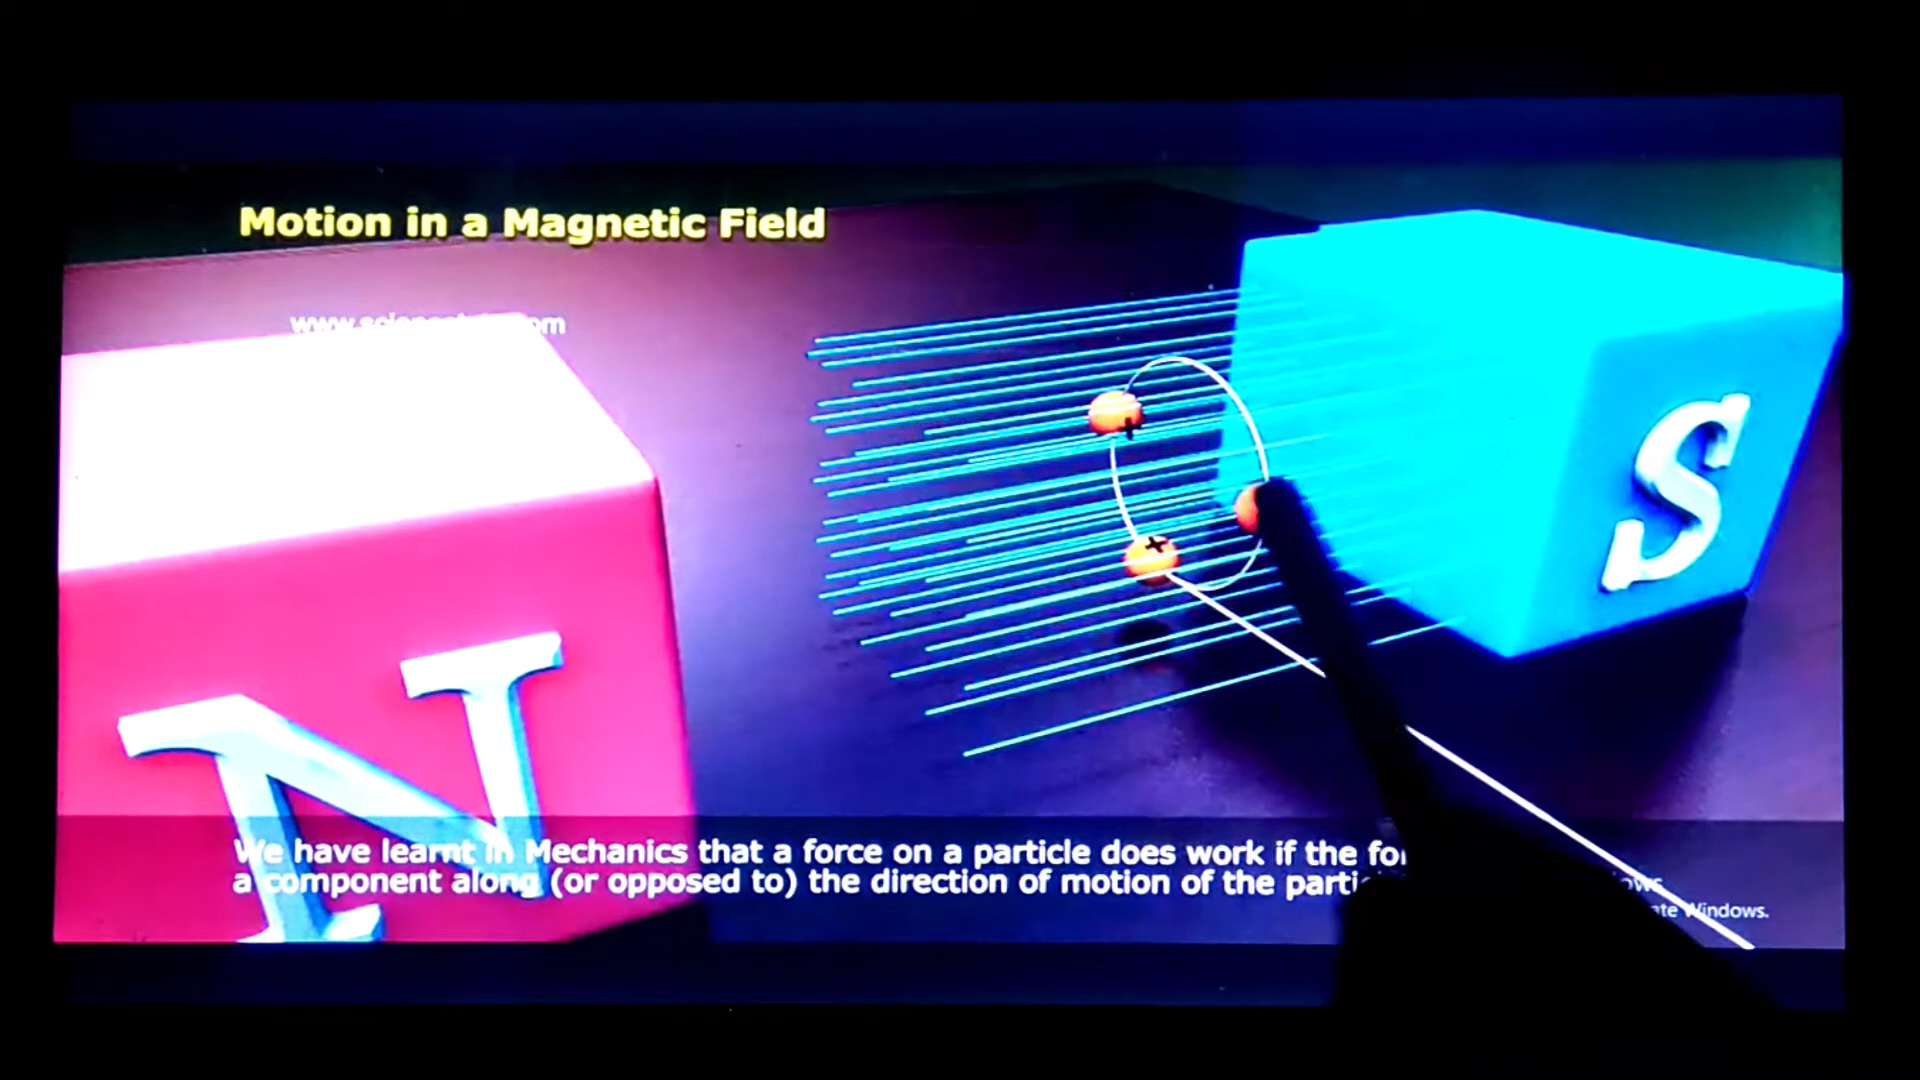 Motion in a Magnetic Field
N
S
We have learnt in Mechanics that a force on a particle does work if the
a component along (or opposed to) the direction of motion of the
Windows.